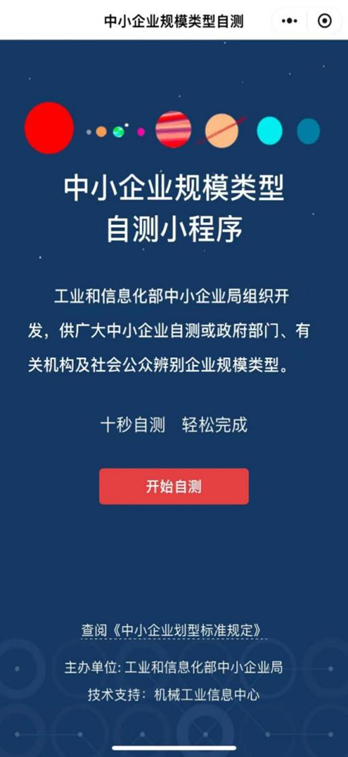 中小企业规模类型自测
中小企业规模类型
自测小程序
工业和信息化部中小企业局组织开
发，供广大中小企业自测或政府部门、有
关机构及社会公众辨别企业规模类型。
十秒自测 轻松完成
开始自测
查阅《中小企业划型标准规定》
主办单位: 工业和信息化部中小企业局
技术支持：机械工业信息中心